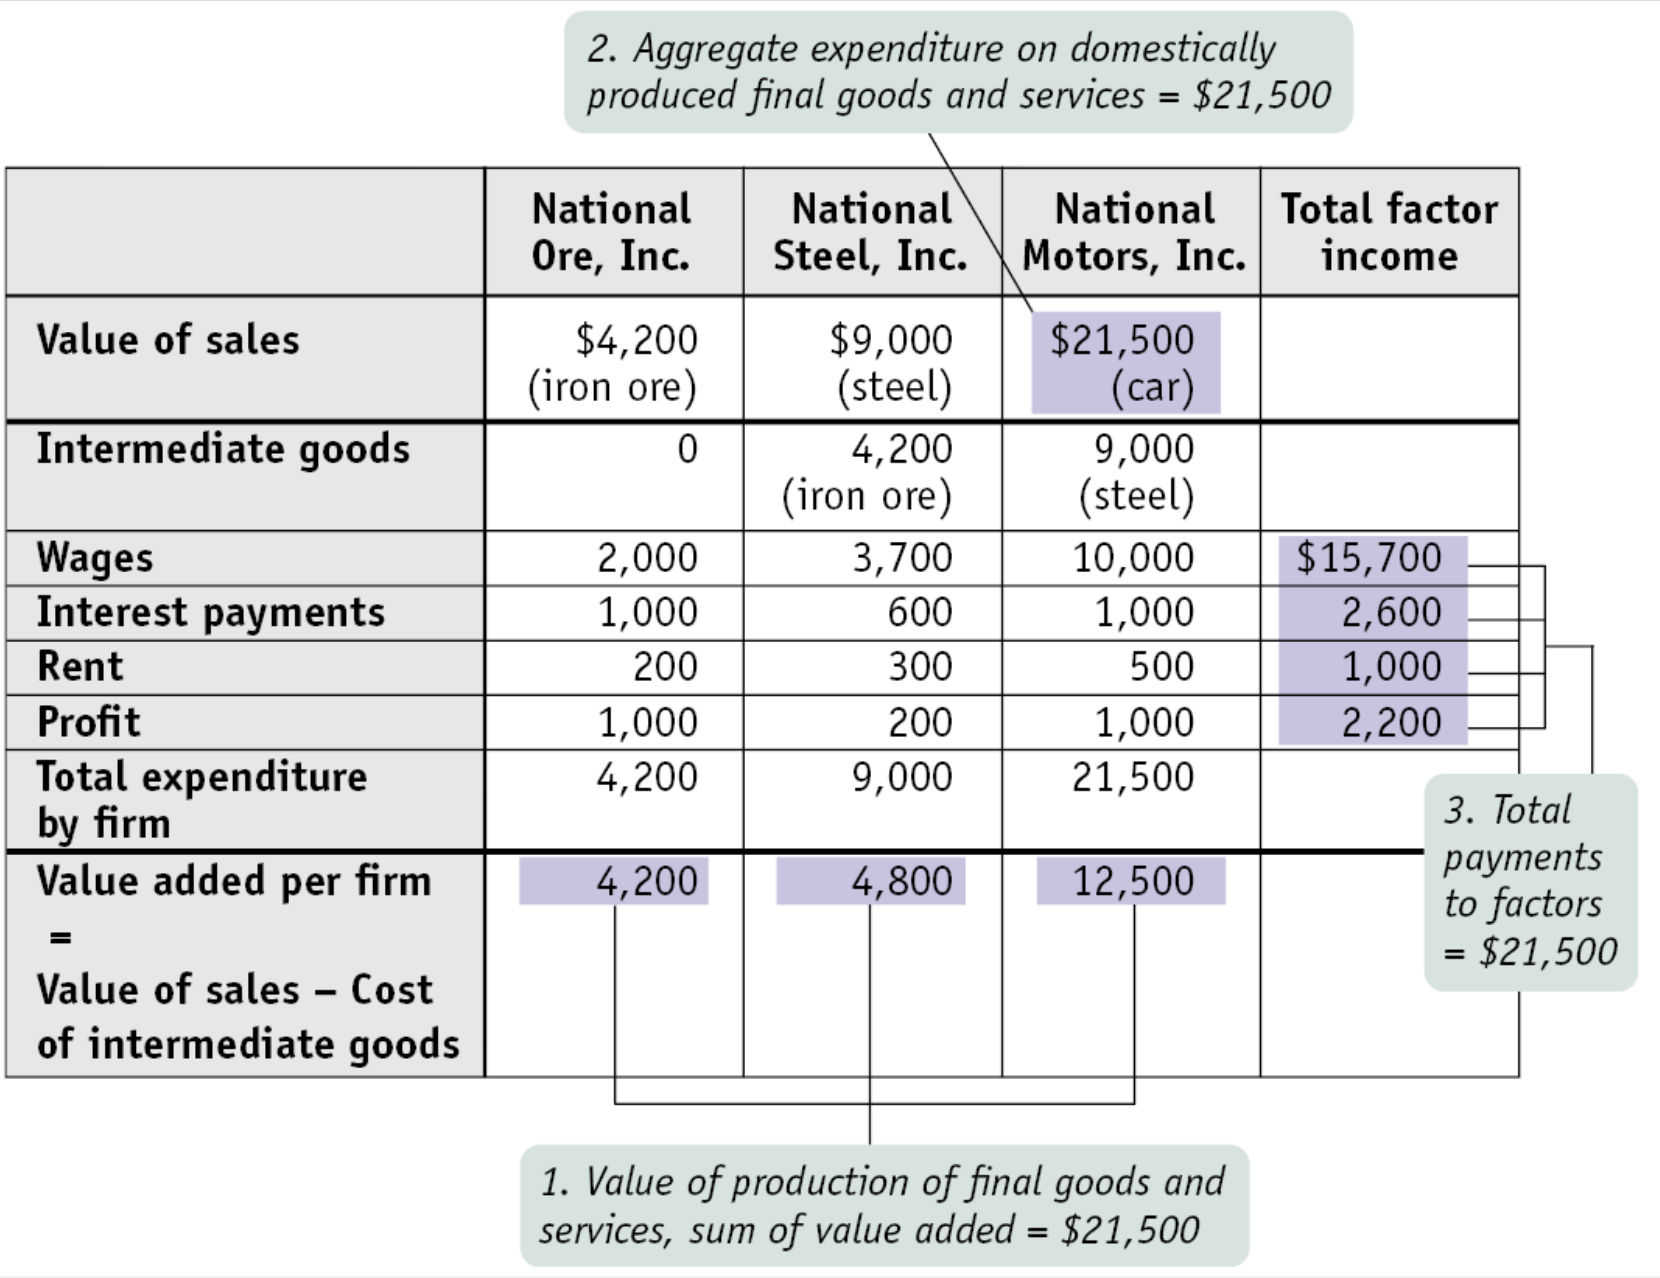 2. Aggregate expenditure on domestically
produced final goods and services = $21,500
National
Ore, Inc.
National
Steel, Inc.
National
Motors, Inc.
Total factor
income
Value of sales
$4,200
(iron ore)
$9,000
(steel)
$21,500
(car)
Intermediate goods
0
4,200
(iron ore)
9,000
(steel)
Wages 2,000 3,700 10,000 $15,700
Interest payments 1,000 600 1,000 2,600
Rent 200 300 500 1,000
Profit 1,000 200 1,000 2,200
Total expenditure
by firm
4,200 9,000 21,500
Value added per firm
=
Value of sales – Cost
of intermediate goods
4,200 4,800 12,500
3. Total
payments
to factors
= $21,500
1. Value of production of final goods and
services, sum of value added = $21,500